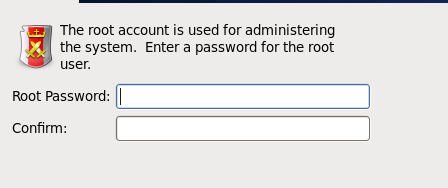 The root account is used for administering
the system.  Enter a password for the root
user.
Root Password:
Confirm: